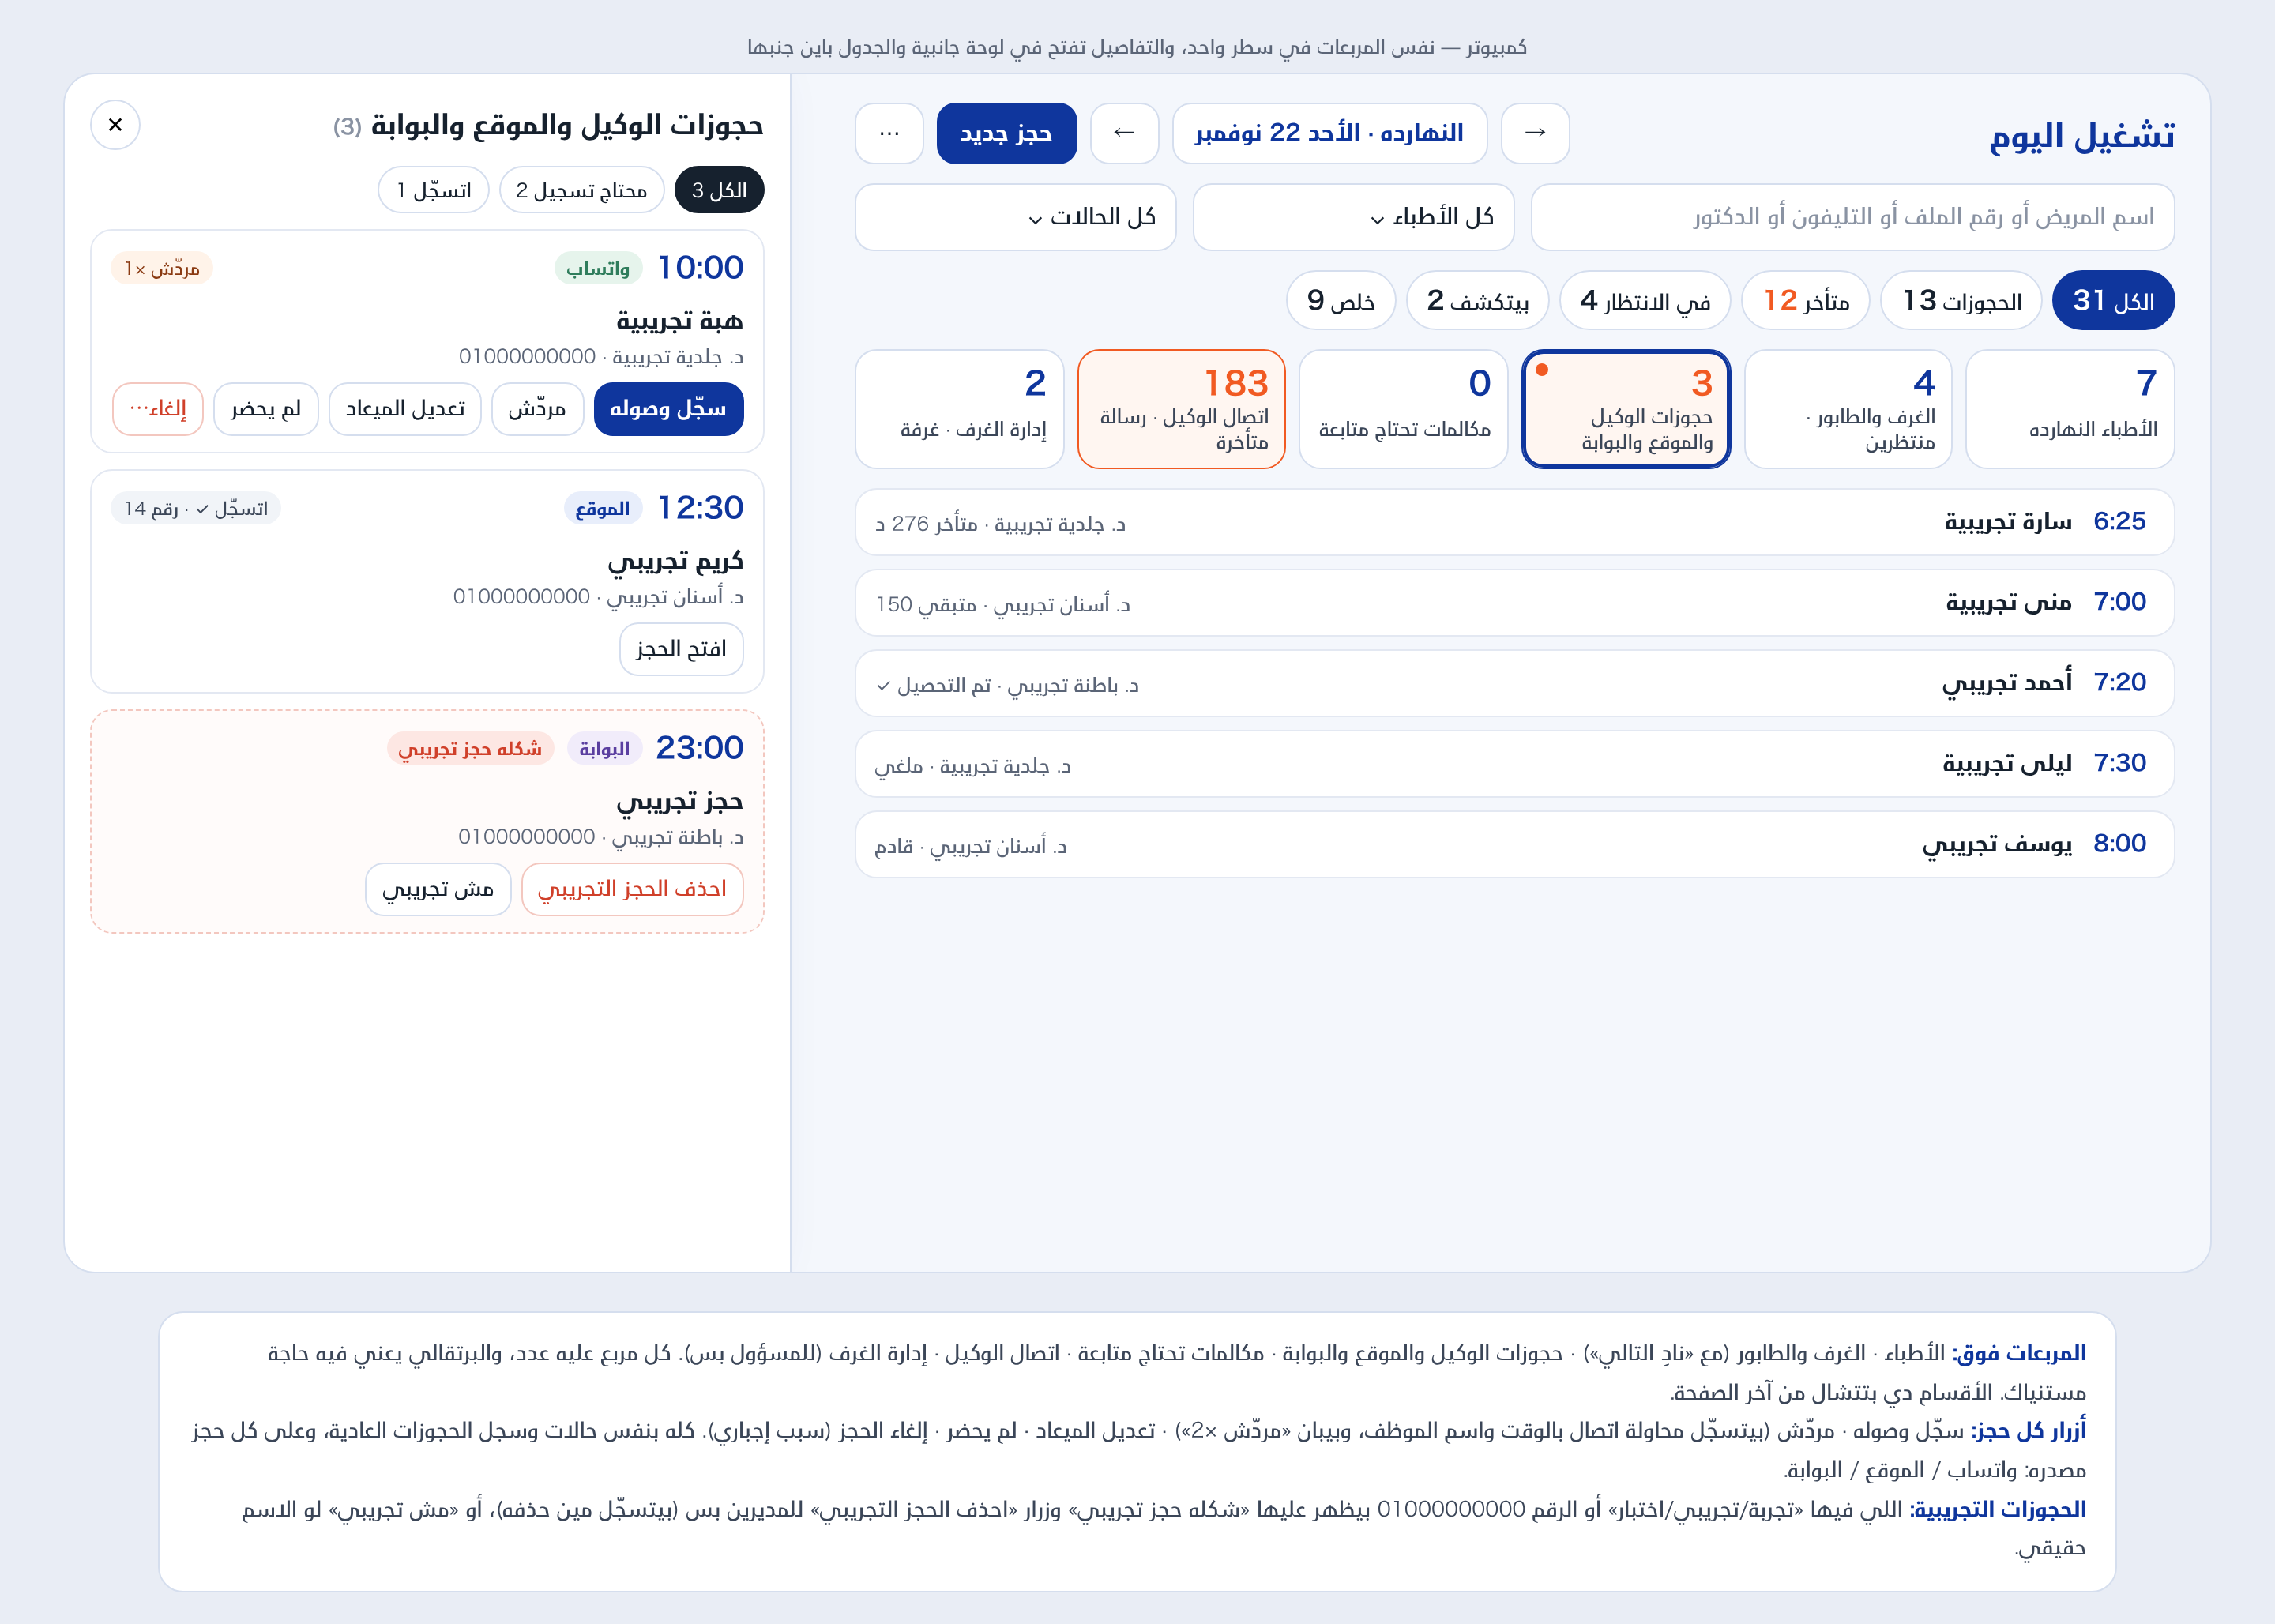 كمبيوتر — نفس المربعات في سطر واحد، والتفاصيل تفتح في لوحة جانبية والجدول باين جنبها
تشغيل اليوم
→
النهارده · الأحد 22 نوفمبر
←
حجز جديد
...
اسم المريض أو رقم الملف أو التليفون أو الدكتور
كل الأطباء
كل الحالات
الكل 31
الحجوزات 13
متأخر 12
في الانتظار 4
بيتكشف 2
خلص 9
7
الأطباء النهارده
4
الغرف والطابور ·
منتظرين
3
حجوزات الوكيل
والموقع والبوابة
0
مكالمات تحتاج متابعة
183
اتصال الوكيل · رسالة
متأخرة
2
إدارة الغرف · غرفة
6:25 سارة تجريبية
د. جلدية تجريبية · متأخر 276 د
7:00 منى تجريبية
د. أسنان تجريبي · متبقي 150
7:20 أحمد تجريبي
د. باطنة تجريبي · تم التحصيل ✓
7:30 ليلى تجريبية
د. جلدية تجريبية · ملغي
8:00 يوسف تجريبي
د. أسنان تجريبي · قادم
حجوزات الوكيل والموقع والبوابة (3)
✕
الكل 3
محتاج تسجيل 2
اتسجّل 1
10:00 واتساب
مردّش ×1
هبة تجريبية
د. جلدية تجريبية · 01000000000
سجّل وصوله
مردّش
تعديل الميعاد
لم يحضر
إلغاء...
12:30 الموقع
اتسجّل ✓ · رقم 14
كريم تجريبي
د. أسنان تجريبي · 01000000000
افتح الحجز
23:00 البوابة
شكله حجز تجريبي
حجز تجريبي
د. باطنة تجريبي · 01000000000
احذف الحجز التجريبي
مش تجريبي
المربعات فوق: الأطباء · الغرف والطابور (مع «نادِ التالي») · حجوزات الوكيل والموقع والبوابة · مكالمات تحتاج متابعة · اتصال الوكيل · إدارة الغرف (للمسؤول بس). كل مربع عليه عدد، والبرتقالي يعني فيه حاجة
مستنياك. الأقسام دي بتتشال من آخر الصفحة.
أزرار كل حجز: سجّل وصوله · مردّش (بيتسجّل محاولة اتصال بالوقت واسم الموظف، وبيبان «مردّش ×2») · تعديل الميعاد · لم يحضر · إلغاء الحجز (سبب إجباري). كله بنفس حالات وسجل الحجوزات العادية، وعلى كل حجز
مصدره: واتساب / الموقع / البوابة.
الحجوزات التجريبية: اللي فيها «تجربة/تجريبي/اختبار» أو الرقم 01000000000 بيظهر عليها «شكله حجز تجريبي» وزرار «احذف الحجز التجريبي» للمديرين بس (بيتسجّل مين حذفه)، أو «مش تجريبي» لو الاسم
حقيقي.